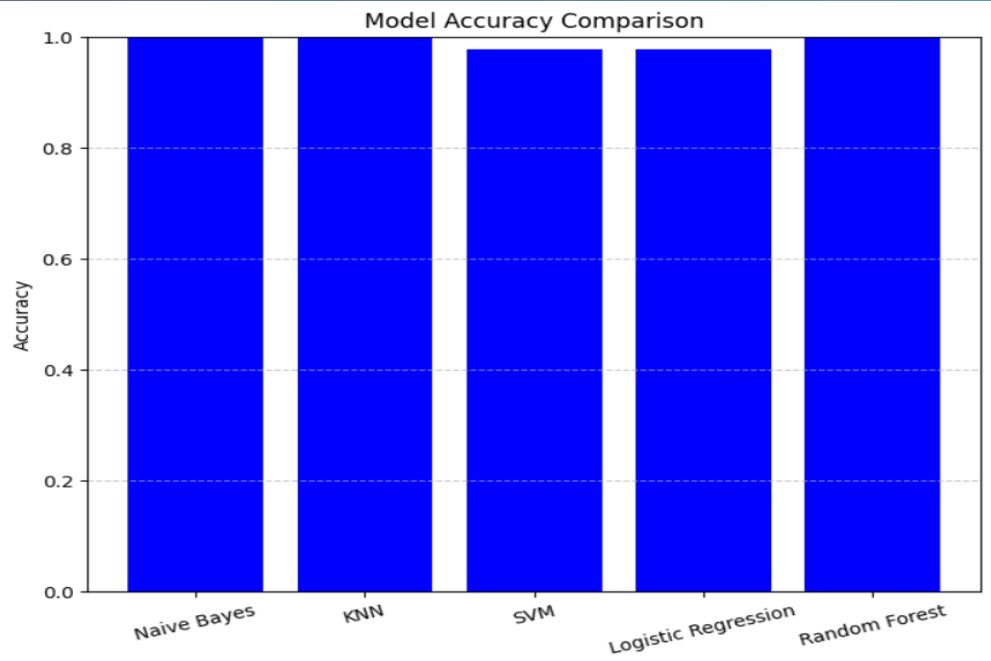 Model Accuracy Comparison
1.0
0.8
0.6
0.4
0.2
0.0
Accuracy
Naive Bayes
KNN
SVM
Logistic Regression
Random Forest